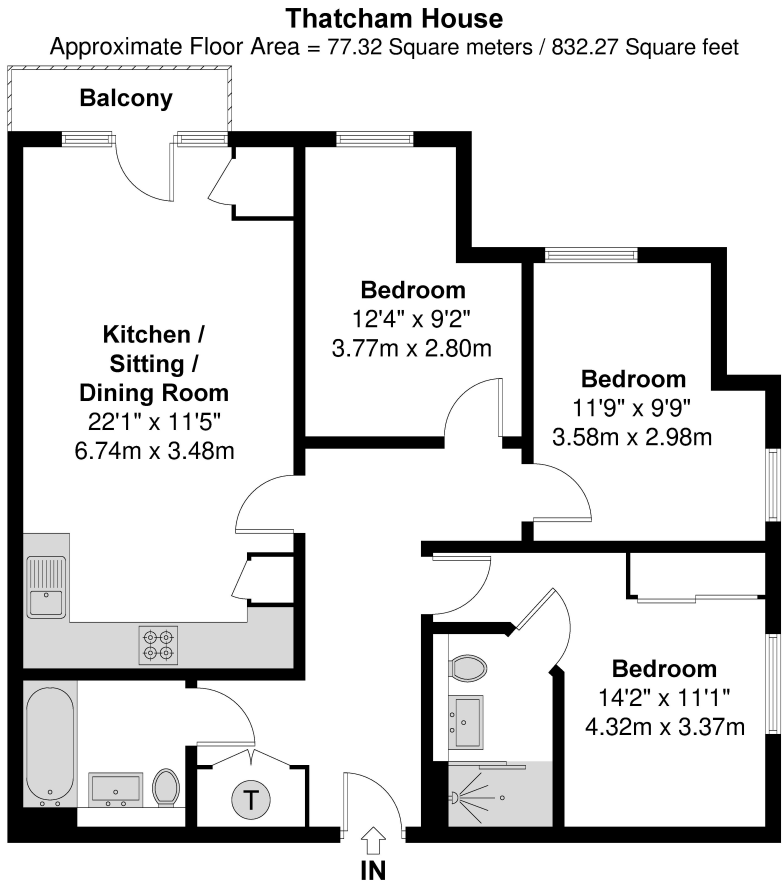 Thatcham House
Approximate Floor Area = 77.32 Square meters / 832.27 Square feet
Balcony
Bedroom
12'4" x 9'2"
3.77m x 2.80m
Kitchen /
Sitting /
Dining Room
22'1" x 11'5"
6.74m x 3.48m
Bedroom
11'9" x 9'9"
3.58m x 2.98m
Bedroom
14'2" x 11'1"
4.32m x 3.37m
T
IN